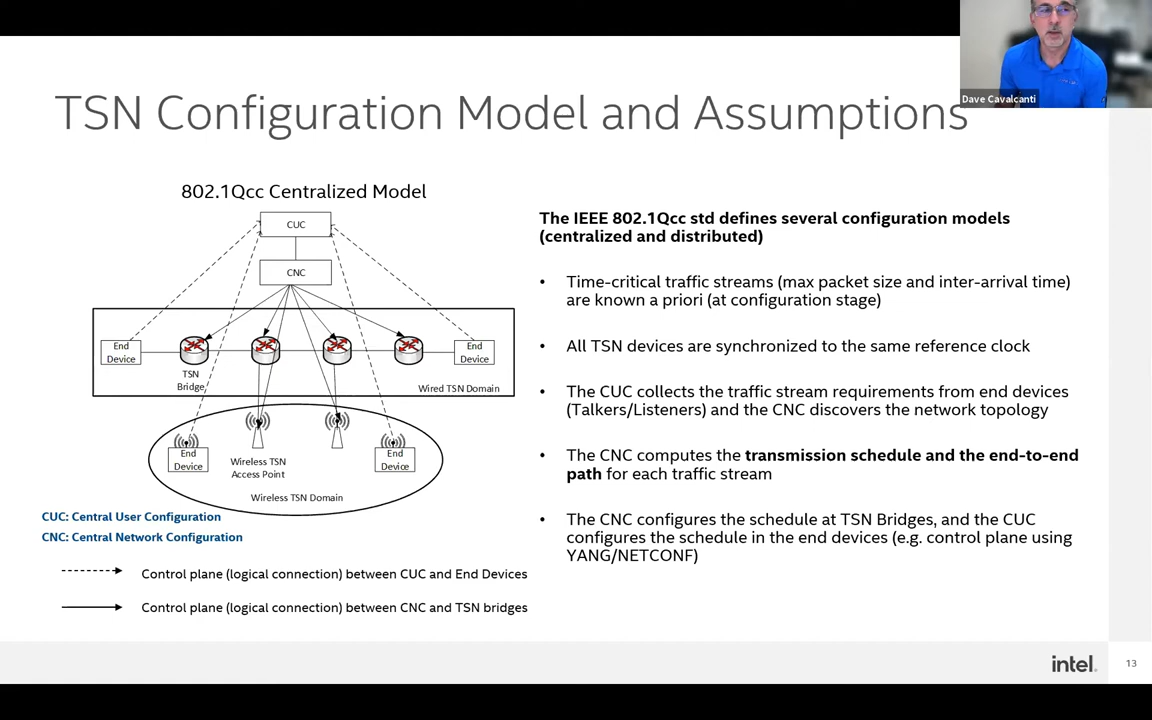 Dave Cavalcanti
TSN Configuration Model and Assumptions
802.1Qcc Centralized Model
CUC
CNC
End
Device
TSN
Bridge
End
Device
Wired TSN Domain
End
Device
Wireless TSN
Access Point
End
Device
Wireless TSN Domain
CUC: Central User Configuration
CNC: Central Network Configuration
Control plane (logical connection) between CUC and End Devices
Control plane (logical connection) between CNC and TSN bridges
The IEEE 802.1Qcc std defines several configuration models
(centralized and distributed)
• Time-critical traffic streams (max packet size and inter-arrival time)
are known a priori (at configuration stage)
• All TSN devices are synchronized to the same reference clock
• The CUC collects the traffic stream requirements from end devices
(Talkers/Listeners) and the CNC discovers the network topology
• The CNC computes the transmission schedule and the end-to-end
path for each traffic stream
• The CNC configures the schedule at TSN Bridges, and the CUC
configures the schedule in the end devices (e.g. control plane using
YANG/NETCONF)
intel.
13